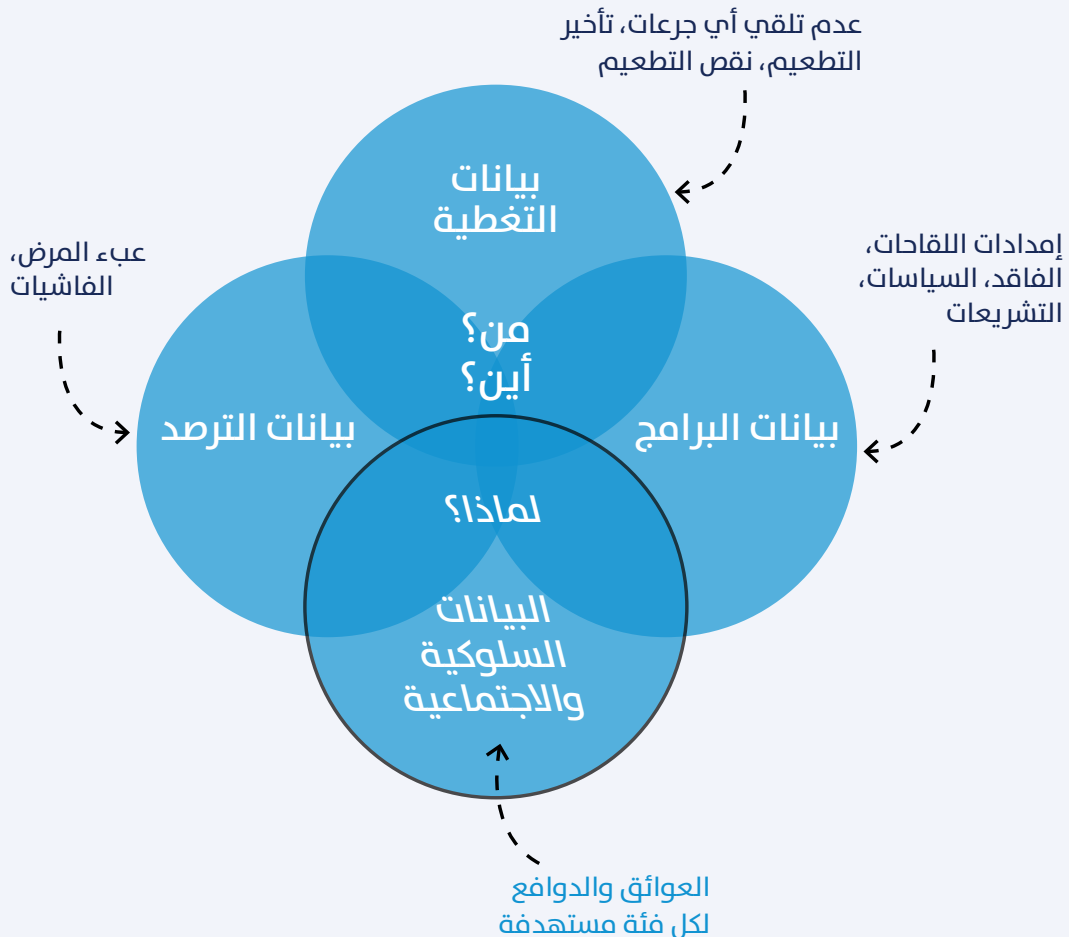 عدم تلقي أي جرعات، تأخير
التطعيم، نقص التطعيم
بيانات
التغطية
إمدادات اللقاحات،
الفاقد، السياسات،
التشريعات
عبء المرض،
الفاشيات
من؟
أين؟
بيانات البرامج
بيانات الترصد
لماذا؟
البيانات
السلوكية
والاجتماعية
العوائق والدوافع
لكل فئة مستهدفة